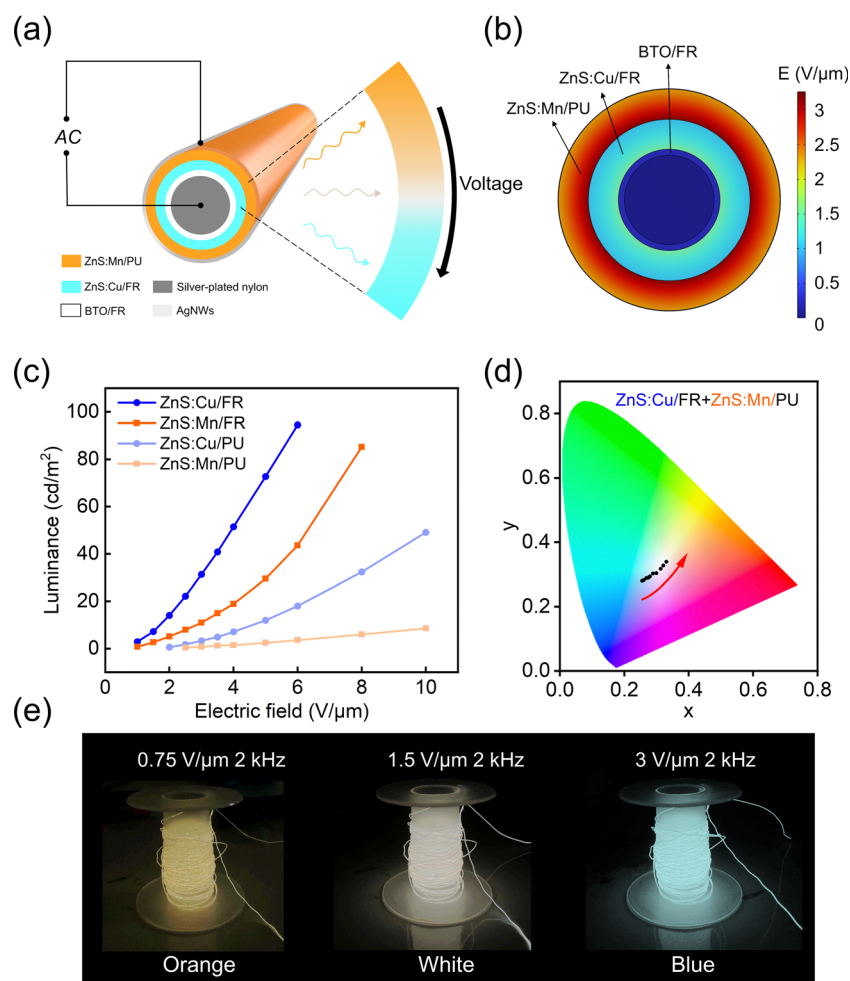 (a)
AC
Voltage
ZnS:Mn/PU
ZnS:Cu/FR
Silver-plated nylon
BTO/FR
AgNWs
(b)
BTO/FR
ZnS:Cu/FR
ZnS:Mn/PU
E (V/μm)
3
2.5
2
1.5
1
0.5
0
(c)
ZnS:Cu/FR
ZnS:Mn/FR
ZnS:Cu/PU
ZnS:Mn/PU
Luminance (cd/m²)
100
80
60
40
20
0
0
2
4
6
8
10
Electric field (V/μm)
(d)
ZnS:Cu/FR+ZnS:Mn/PU
y
0.8
0.6
0.4
0.2
0.0
0.0
0.2
0.4
0.6
0.8
x
(e)
0.75 V/μm 2 kHz
1.5 V/μm 2 kHz
3 V/μm 2 kHz
Orange
White
Blue